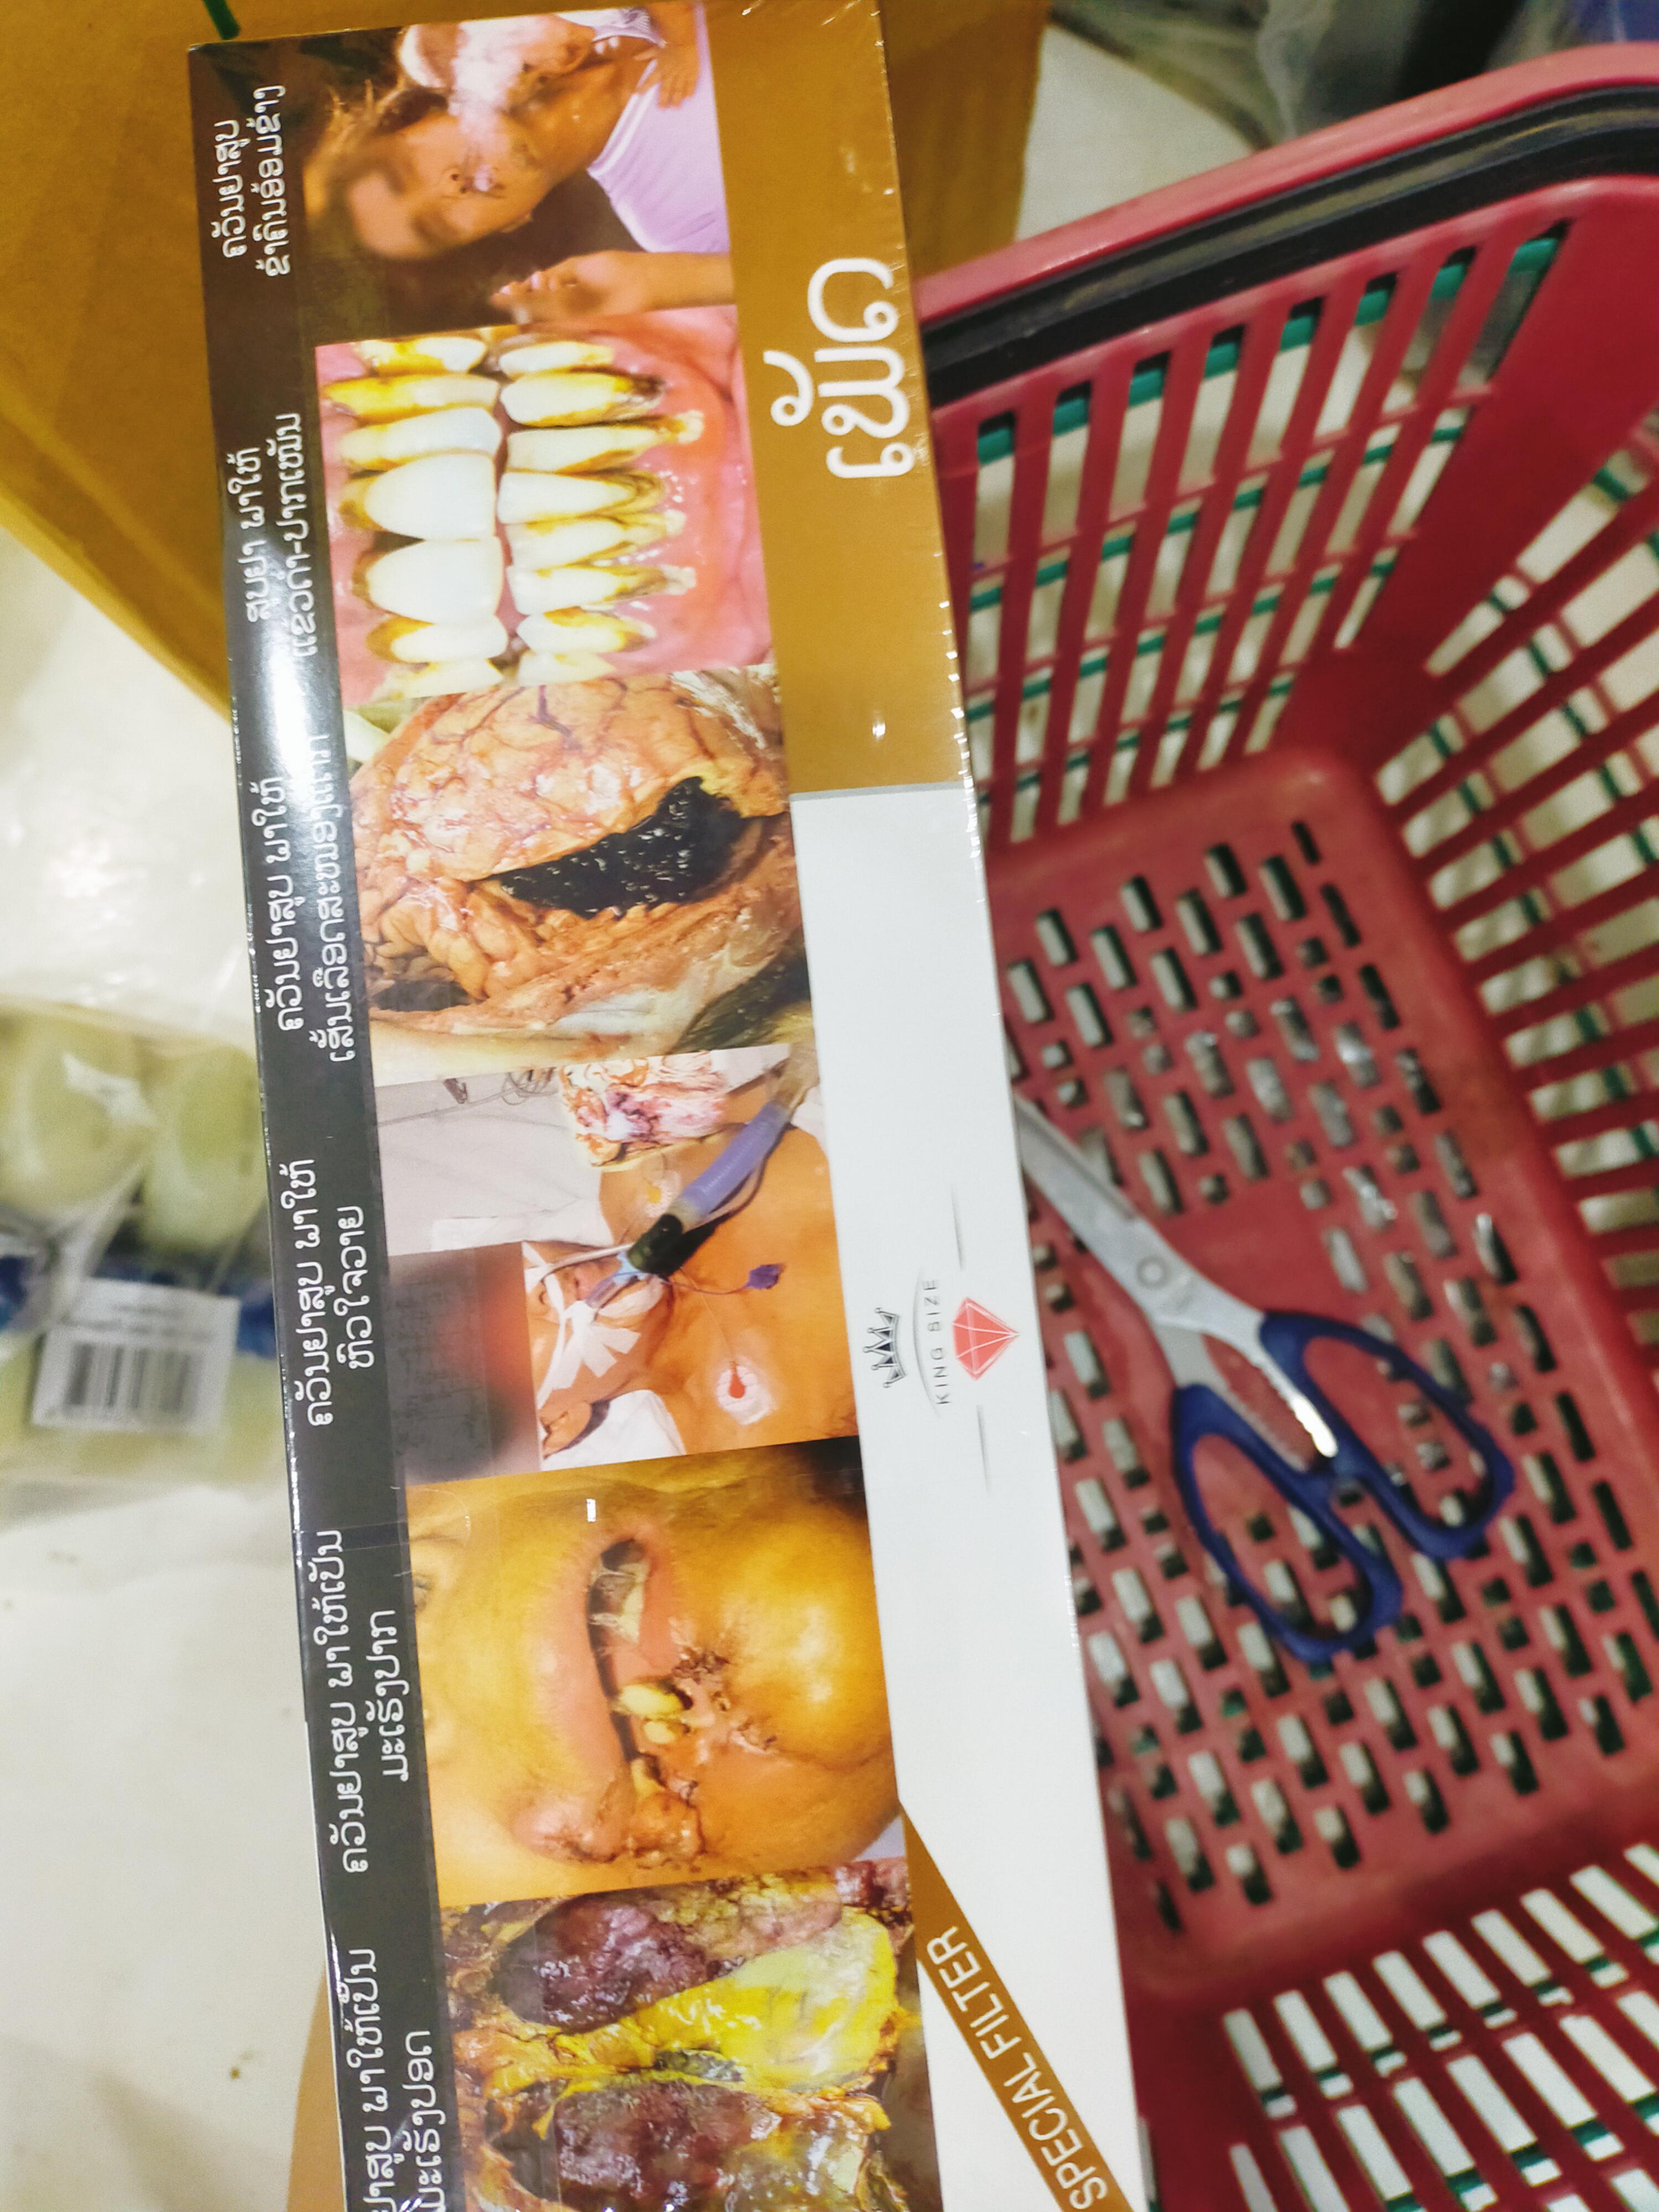 ຄວັນຢາສູບ
ຂ້າຄົນອ້ອມຂ້າງ
ສູບຢາ ພາໃຫ້
ແຂ້ວດຳ-ປາກເໝັນ
ຄວັນຢາສູບ ພາໃຫ້
ເສັ້ນເລືອດສະໝອງແຕກ
ຄວັນຢາສູບ ພາໃຫ້
ຫົວໃຈວາຍ
ຄວັນຢາສູບ ພາໃຫ້ເປັນ
ມະເຮັງປາກ
ຢາສູບ ພາໃຫ້ເປັນ
ມະເຮັງປອດ
ເພັດ
KING SIZE
SPECIAL FILTER